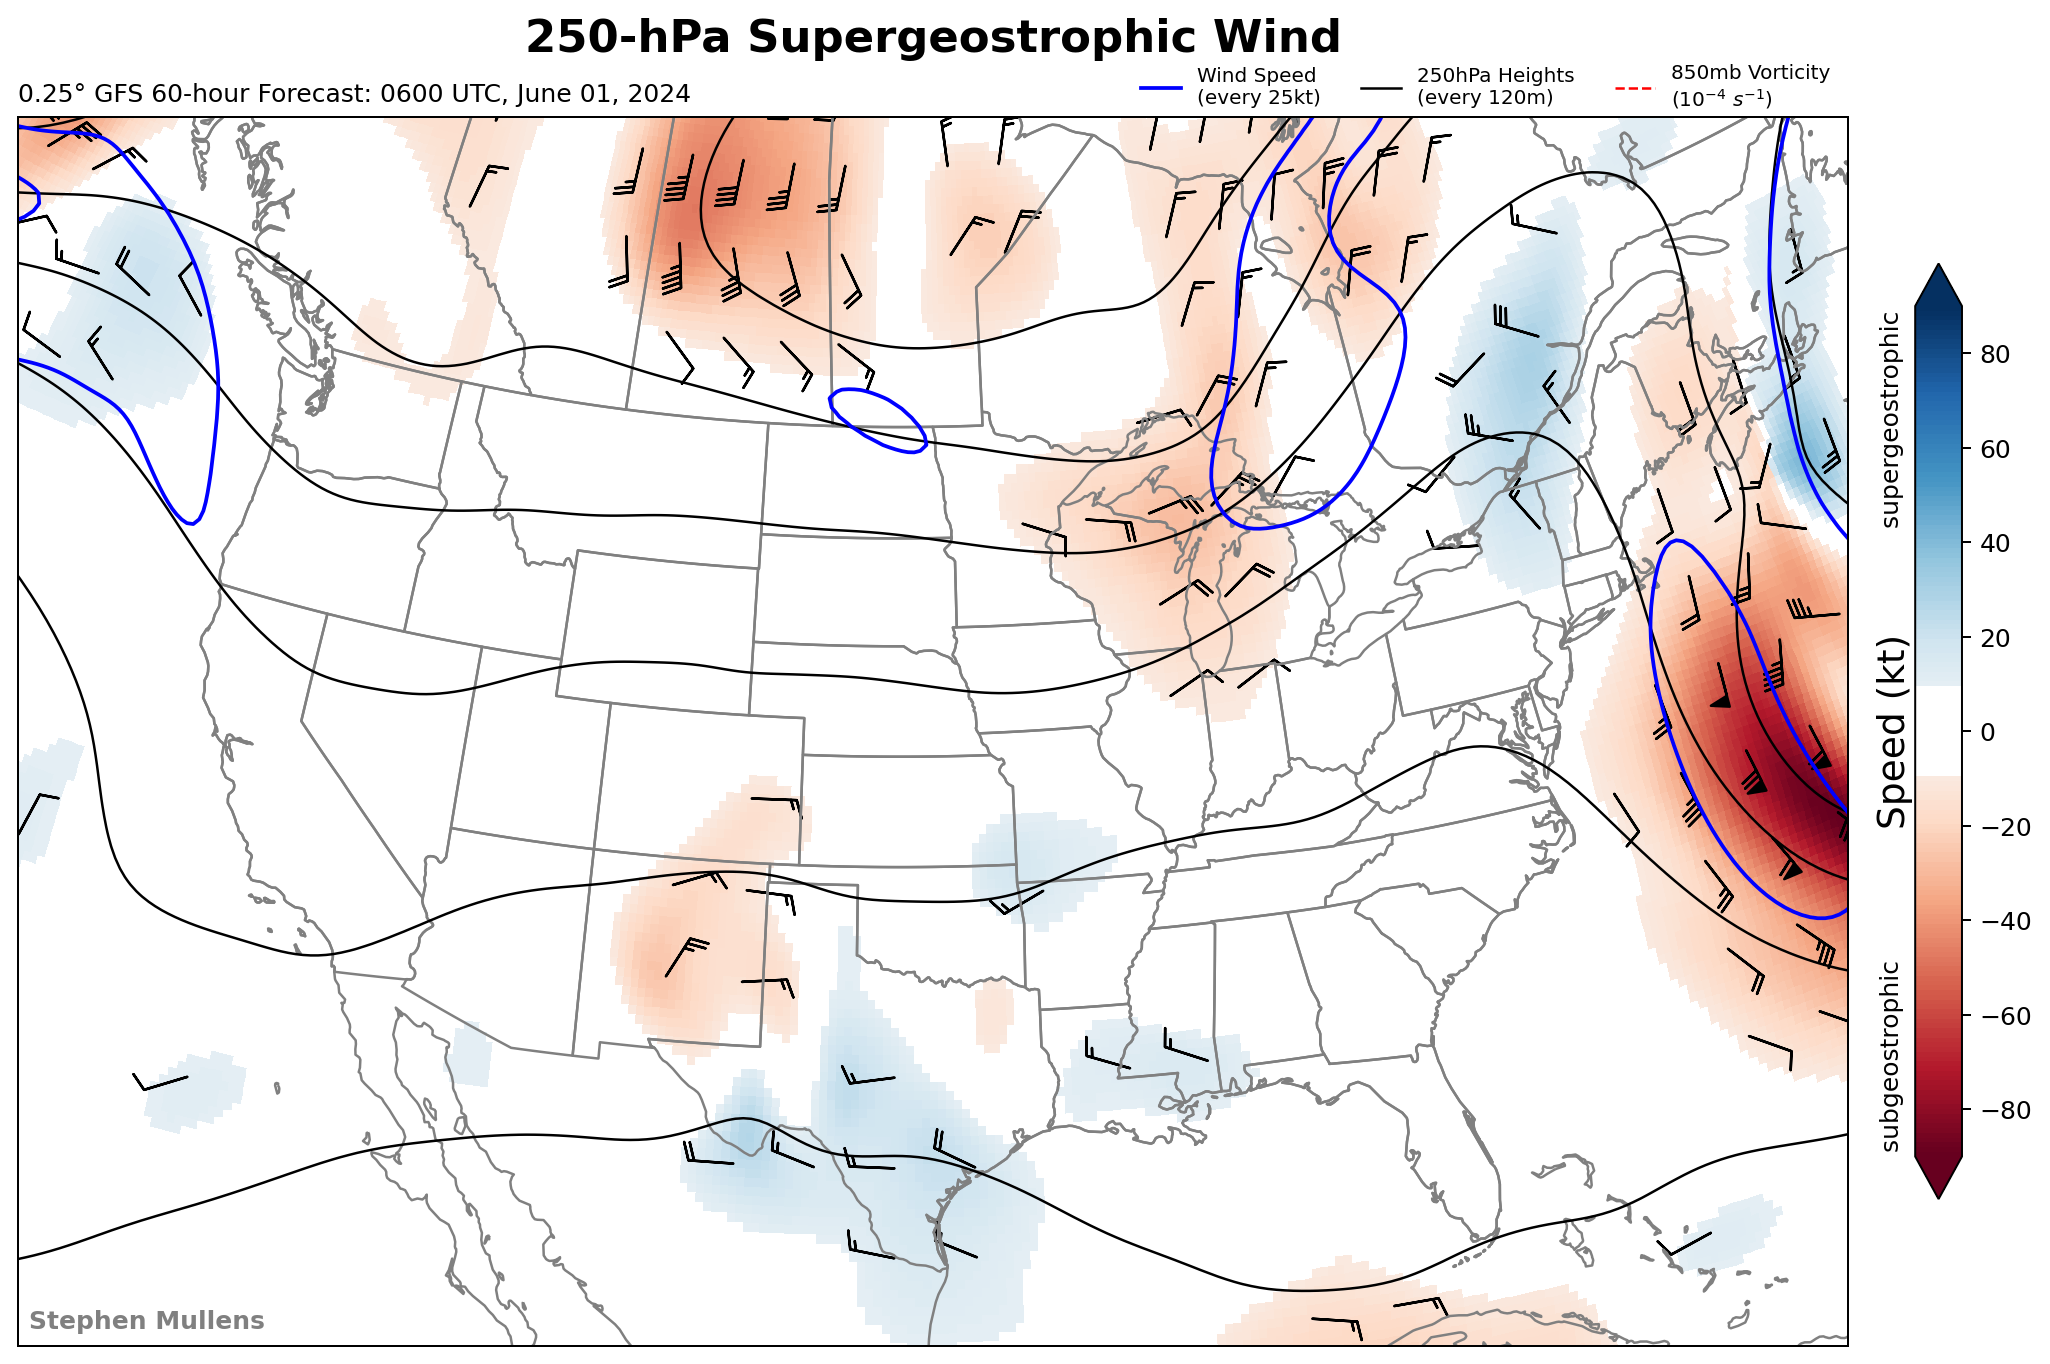 250-hPa Supergeostrophic Wind
0.25° GFS 60-hour Forecast: 0600 UTC, June 01, 2024
Wind Speed
(every 25kt)
250hPa Heights
(every 120m)
850mb Vorticity
(10⁻⁴ s⁻¹)
supergeostrophic
Speed (kt)
subgeostrophic
80
60
40
20
0
−20
−40
−60
−80
Stephen Mullens